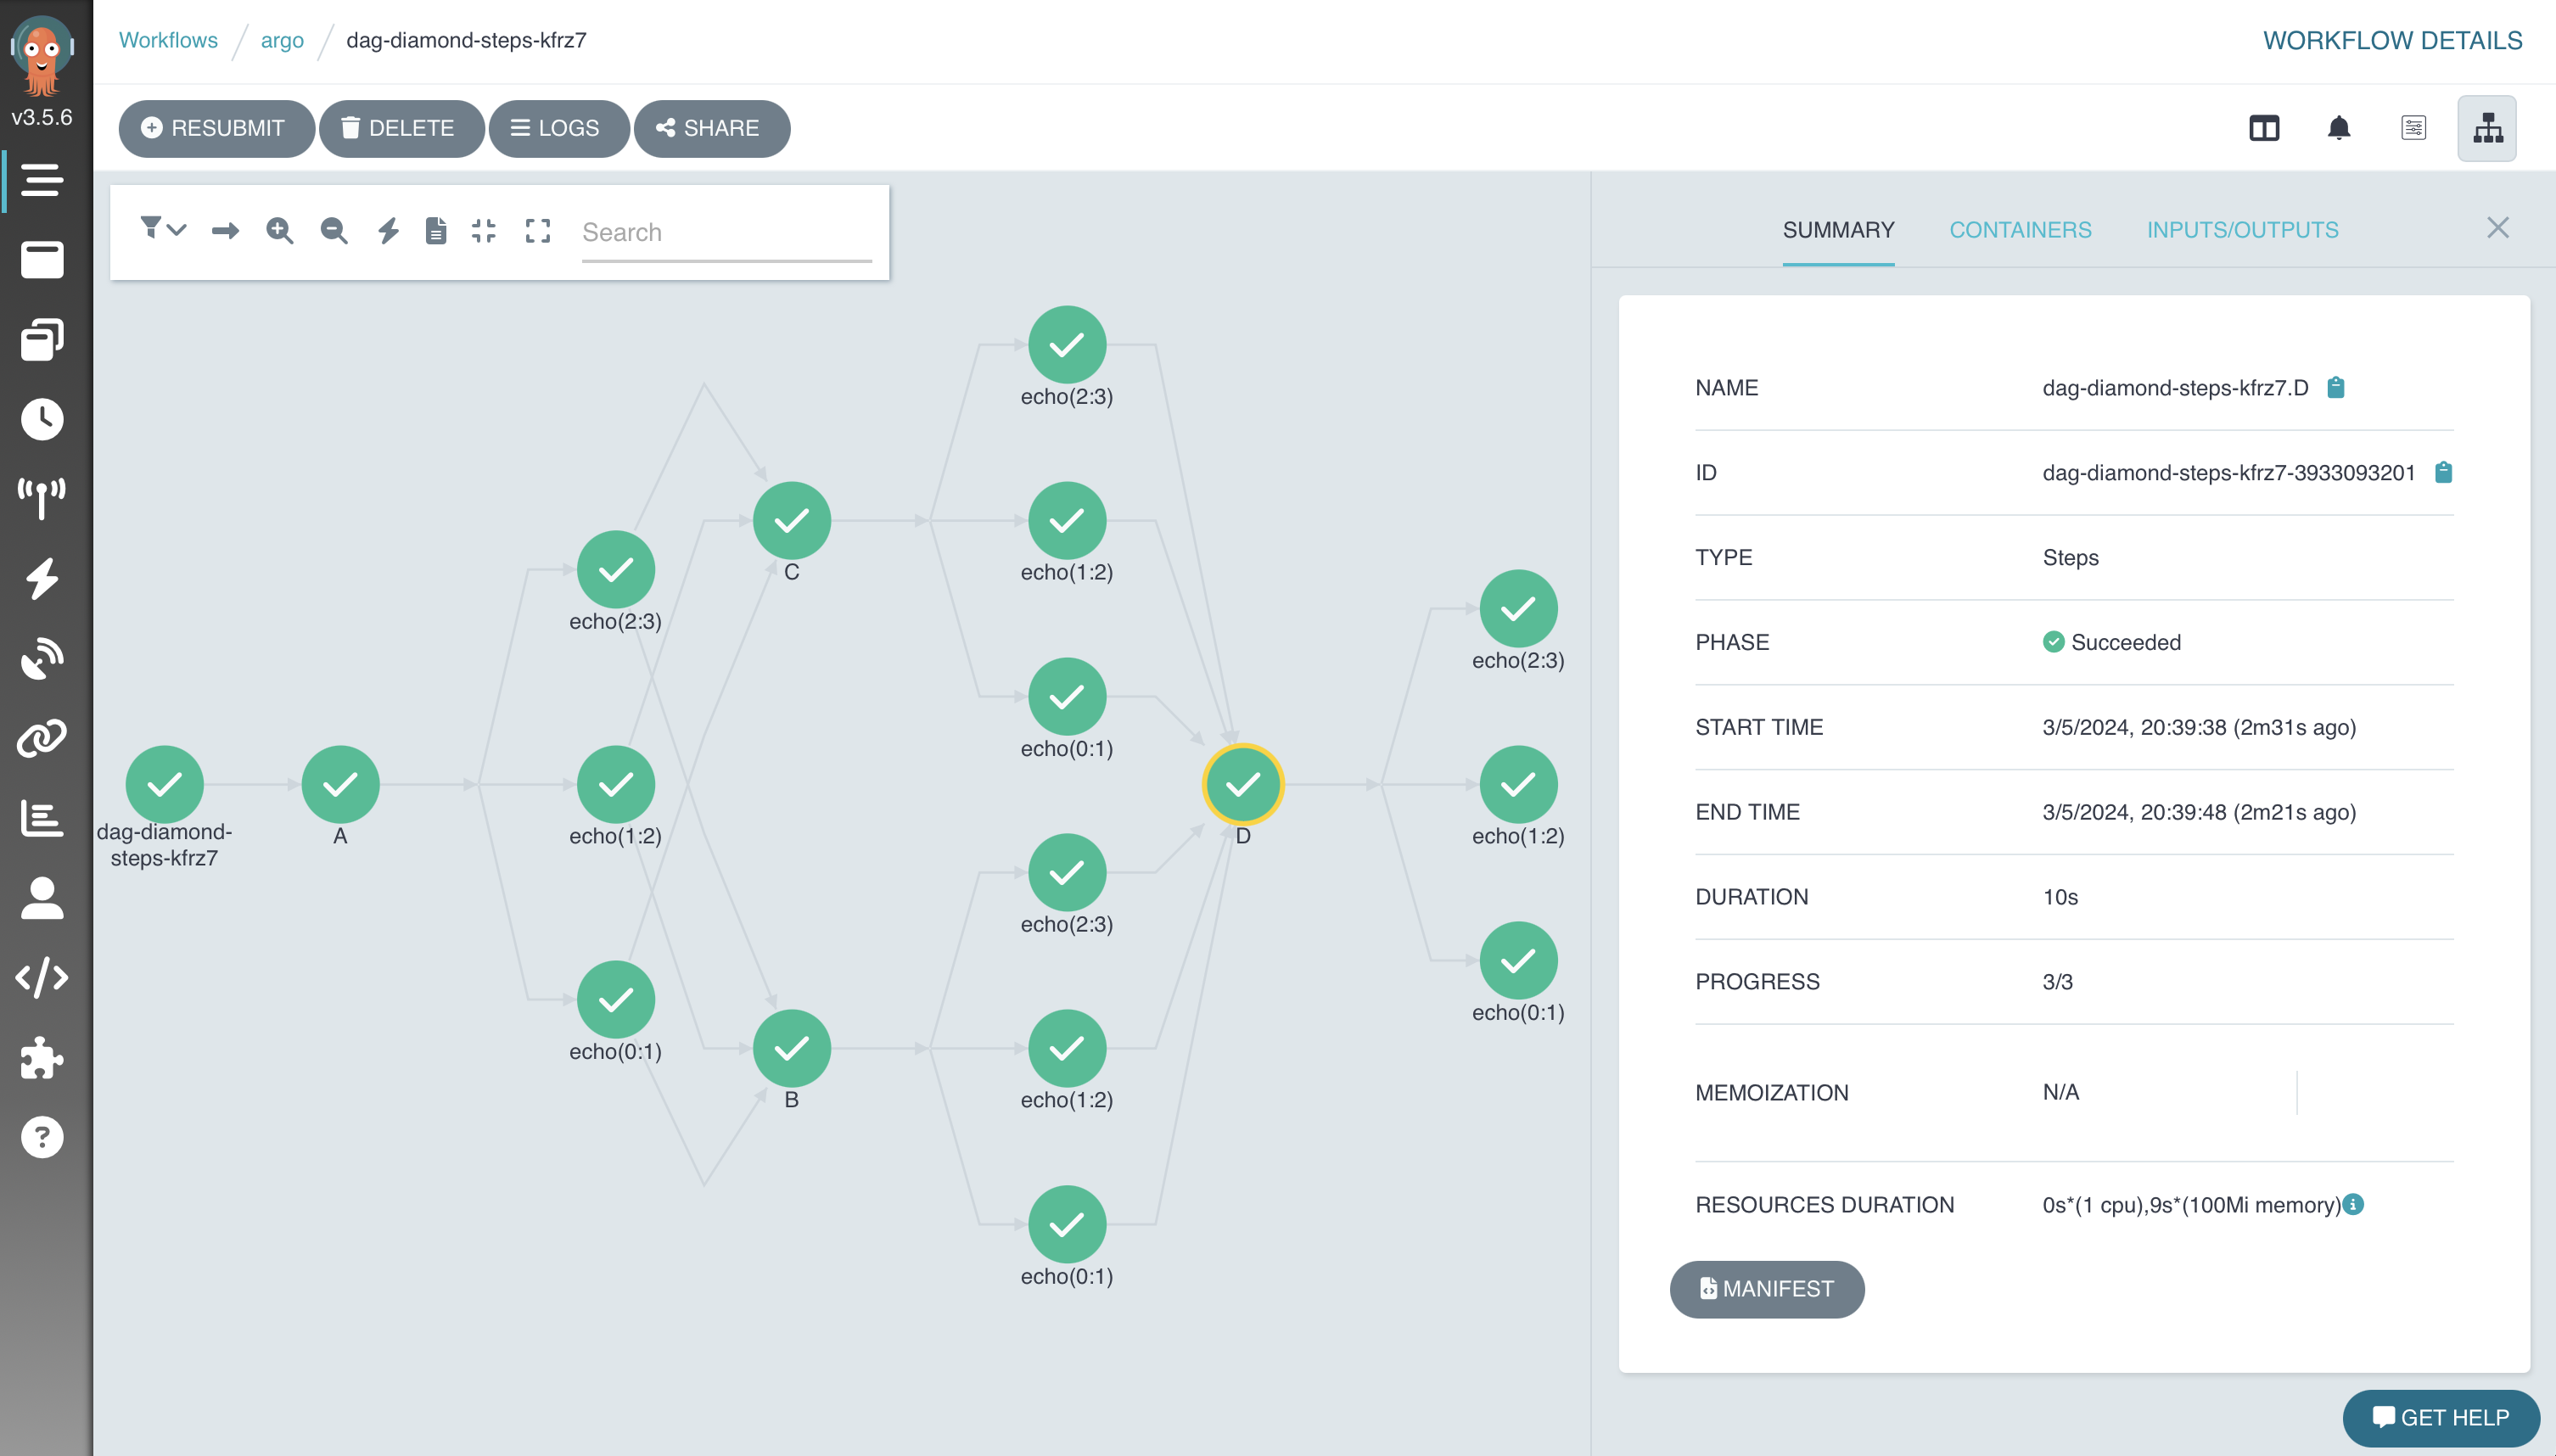 Workflows / argo / dag-diamond-steps-kfrz7
WORKFLOW DETAILS
v3.5.6
RESUBMIT
DELETE
LOGS
SHARE
Search
echo(2:3)
echo(1:2)
echo(0:1)
C
echo(2:3)
echo(1:2)
echo(0:1)
dag-diamond-
steps-kfrz7
A
B
echo(2:3)
echo(1:2)
echo(0:1)
D
echo(2:3)
echo(1:2)
echo(0:1)
SUMMARY
CONTAINERS
INPUTS/OUTPUTS
NAME dag-diamond-steps-kfrz7.D
ID dag-diamond-steps-kfrz7-3933093201
TYPE Steps
PHASE Succeeded
START TIME 3/5/2024, 20:39:38 (2m31s ago)
END TIME 3/5/2024, 20:39:48 (2m21s ago)
DURATION 10s
PROGRESS 3/3
MEMOIZATION N/A
RESOURCES DURATION 0s*(1 cpu),9s*(100Mi memory)
MANIFEST
GET HELP